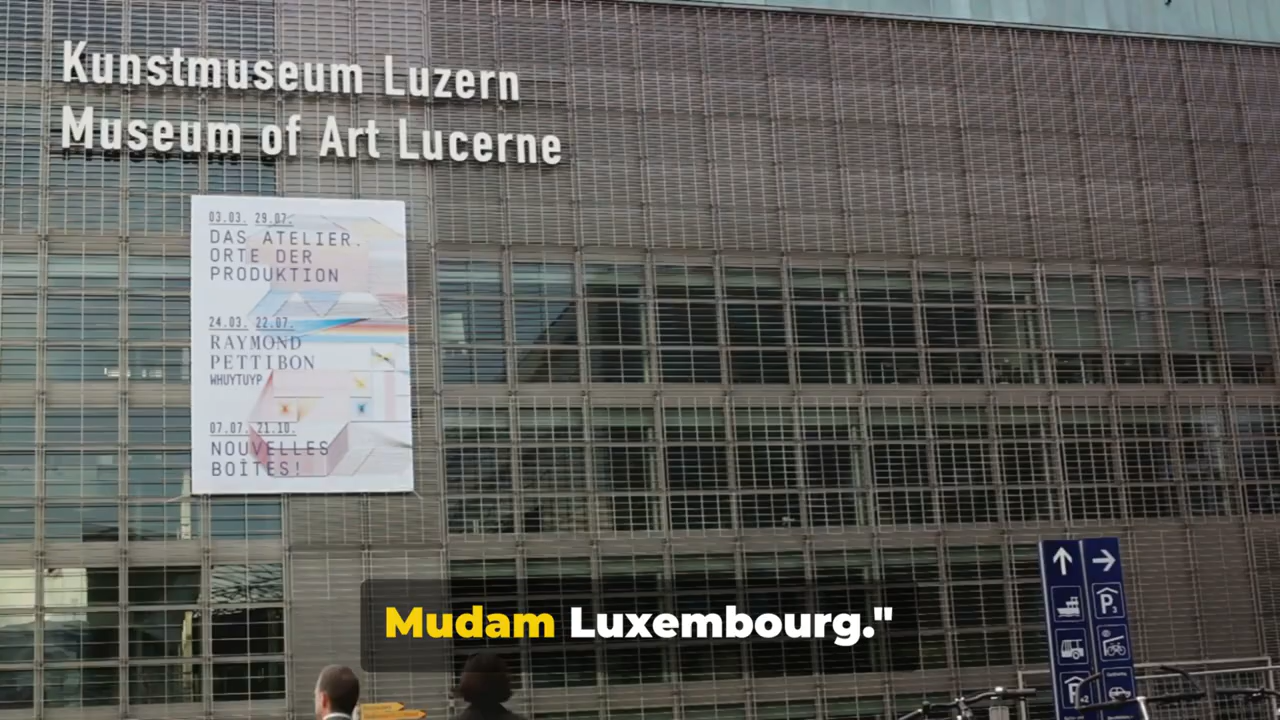 Kunstmuseum Luzern
Museum of Art Lucerne
03.03. 29.07.
DAS ATELIER.
ORTE DER
PRODUKTION
24.03. 22.07.
RAYMOND
PETTIBON
WHUYTUYP
07.07. 21.10.
NOUVELLES
BOÎTES!
Mudam Luxembourg."
P3